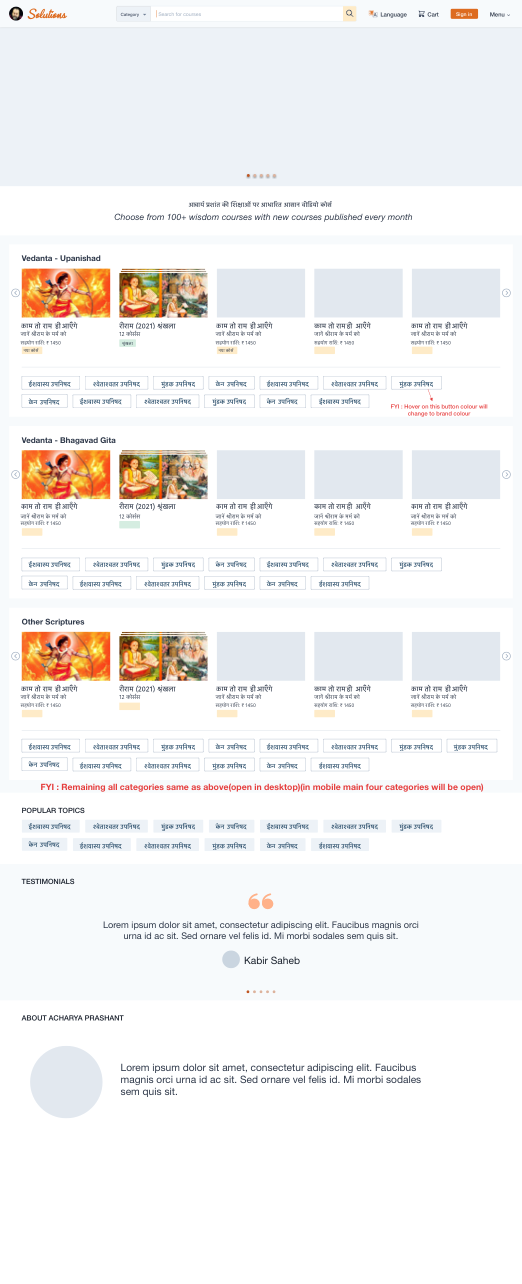 Solutions
Category
Search for courses
Language
Cart
Sign in
Menu
आचार्य प्रशांत की शिक्षाओं पर आधारित आसान वीडियो कोर्स
Choose from 100+ wisdom courses with new courses published every month
Vedanta - Upanishad
काम तो राम ही आएँगे
जानें श्रीराम के मर्म को
सहयोग राशि: ₹ 1450
नया कोर्स
रीराम (2021) श्रृंखला
12 कोर्सेस
श्रृंखला
काम तो राम ही आएँगे
जानें श्रीराम के मर्म को
सहयोग राशि: ₹ 1450
नया कोर्स
काम तो राम ही आएँगे
जानें श्रीराम के मर्म को
सहयोग राशि: ₹ 1450
काम तो राम ही आएँगे
जानें श्रीराम के मर्म को
सहयोग राशि: ₹ 1450
ईशावास्य उपनिषद श्वेताश्वतर उपनिषद मुंडक उपनिषद केन उपनिषद ईशावास्य उपनिषद श्वेताश्वतर उपनिषद मुंडक उपनिषद
केन उपनिषद ईशावास्य उपनिषद श्वेताश्वतर उपनिषद मुंडक उपनिषद केन उपनिषद ईशावास्य उपनिषद
FYI : Hover on this button colour will
change to brand colour
Vedanta - Bhagavad Gita
काम तो राम ही आएँगे
जानें श्रीराम के मर्म को
सहयोग राशि: ₹ 1450
रीराम (2021) श्रृंखला
12 कोर्सेस
काम तो राम ही आएँगे
जानें श्रीराम के मर्म को
सहयोग राशि: ₹ 1450
काम तो राम ही आएँगे
जानें श्रीराम के मर्म को
सहयोग राशि: ₹ 1450
काम तो राम ही आएँगे
जानें श्रीराम के मर्म को
सहयोग राशि: ₹ 1450
ईशावास्य उपनिषद श्वेताश्वतर उपनिषद मुंडक उपनिषद केन उपनिषद ईशावास्य उपनिषद श्वेताश्वतर उपनिषद मुंडक उपनिषद
केन उपनिषद ईशावास्य उपनिषद श्वेताश्वतर उपनिषद मुंडक उपनिषद केन उपनिषद ईशावास्य उपनिषद
Other Scriptures
काम तो राम ही आएँगे
जानें श्रीराम के मर्म को
सहयोग राशि: ₹ 1450
रीराम (2021) श्रृंखला
12 कोर्सेस
काम तो राम ही आएँगे
जानें श्रीराम के मर्म को
सहयोग राशि: ₹ 1450
काम तो राम ही आएँगे
जानें श्रीराम के मर्म को
सहयोग राशि: ₹ 1450
काम तो राम ही आएँगे
जानें श्रीराम के मर्म को
सहयोग राशि: ₹ 1450
ईशावास्य उपनिषद श्वेताश्वतर उपनिषद मुंडक उपनिषद केन उपनिषद ईशावास्य उपनिषद श्वेताश्वतर उपनिषद मुंडक उपनिषद मुंडक उपनिषद
केन उपनिषद ईशावास्य उपनिषद श्वेताश्वतर उपनिषद मुंडक उपनिषद केन उपनिषद ईशावास्य उपनिषद
FYI : Remaining all categories same as above(open in desktop)(in mobile main four categories will be open)
POPULAR TOPICS
ईशावास्य उपनिषद श्वेताश्वतर उपनिषद मुंडक उपनिषद केन उपनिषद ईशावास्य उपनिषद श्वेताश्वतर उपनिषद मुंडक उपनिषद
केन उपनिषद ईशावास्य उपनिषद श्वेताश्वतर उपनिषद मुंडक उपनिषद केन उपनिषद ईशावास्य उपनिषद
TESTIMONIALS
Lorem ipsum dolor sit amet, consectetur adipiscing elit. Faucibus magnis orci
urna id ac sit. Sed ornare vel felis id. Mi morbi sodales sem quis sit.
Kabir Saheb
ABOUT ACHARYA PRASHANT
Lorem ipsum dolor sit amet, consectetur adipiscing elit. Faucibus
magnis orci urna id ac sit. Sed ornare vel felis id. Mi morbi sodales
sem quis sit.